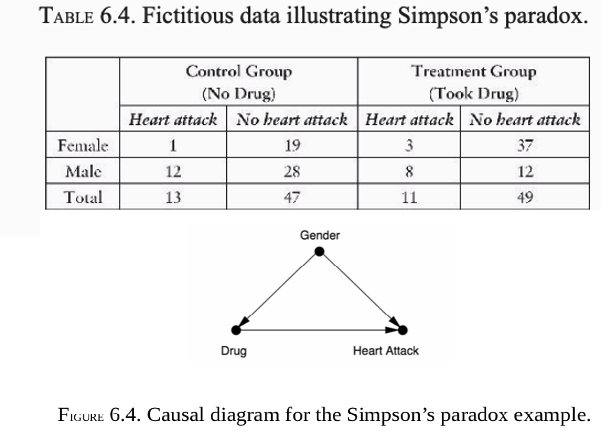 TABLE 6.4. Fictitious data illustrating Simpson’s paradox.
Control Group Treatment Group
(No Drug) (Took Drug)
Heart attack No heart attack Heart attack No heart attack
Female 1 19 3 37
Male 12 28 8 12
Total 13 47 11 49
Gender
Drug Heart Attack
FIGURE 6.4. Causal diagram for the Simpson’s paradox example.